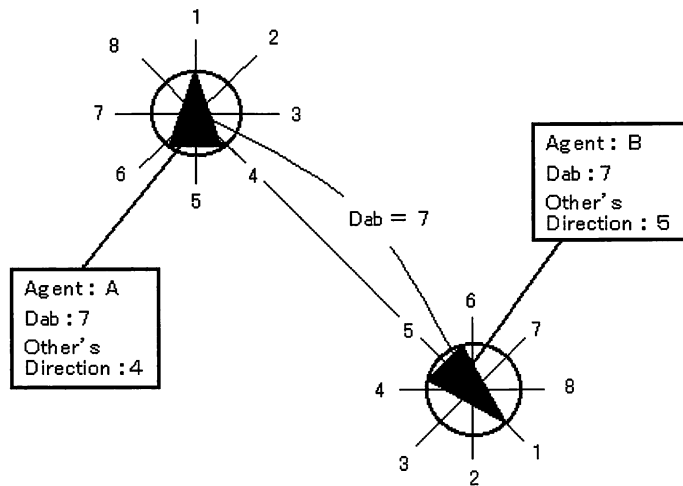 1
8
2
7
3
6
4
5
Dab = 7
Agent : B
Dab : 7
Other's
Direction : 5
Agent : A
Dab : 7
Other's
Direction : 4
6
5
7
4
8
3
1
2